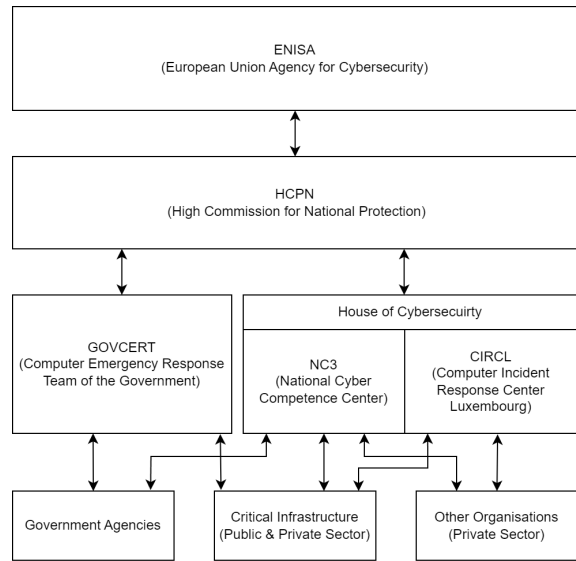 ENISA
(European Union Agency for Cybersecurity)
HCPN
(High Commission for National Protection)
GOVCERT
(Computer Emergency Response
Team of the Government)
House of Cybersecuirty
NC3
(National Cyber
Competence Center)
CIRCL
(Computer Incident
Response Center
Luxembourg)
Government Agencies
Critical Infrastructure
(Public & Private Sector)
Other Organisations
(Private Sector)